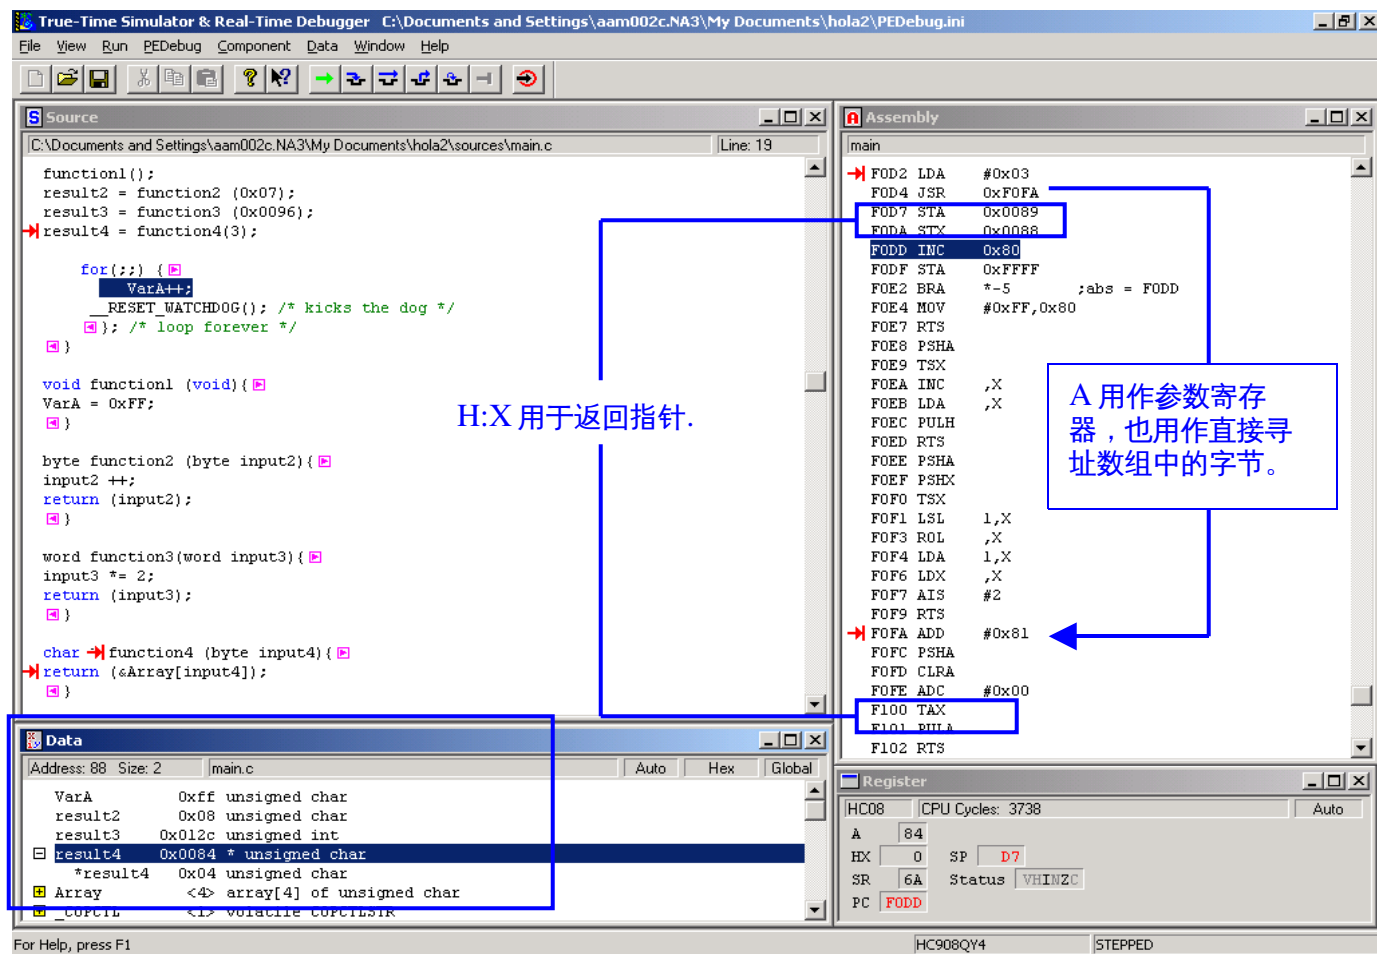 True-Time Simulator & Real-Time Debugger C:\Documents and Settings\aam002c.NA3\My Documents\hola2\PEDebug.ini
File View Run PEDebug Component Data Window Help
Source
C:\Documents and Settings\aam002c.NA3\My Documents\hola2\sources\main.c Line: 19
function1();
result2 = function2 (0x07);
result3 = function3 (0x0096);
result4 = function4(3);
for(;;) {
VarA++;
__RESET_WATCHDOG(); /* kicks the dog */
}; /* loop forever */
}
void function1 (void){
VarA = 0xFF;
}
byte function2 (byte input2){
input2 ++;
return (input2);
}
word function3(word input3){
input3 *= 2;
return (input3);
}
char function4 (byte input4){
return (&Array[input4]);
}
H:X 用于返回指针.
Assembly
main
F0D2 LDA #0x03
F0D4 JSR 0xF0FA
F0D7 STA 0x0089
F0DA STX 0x0088
F0DD INC 0x80
F0DF STA 0xFFFF
F0E2 BRA *-5 ;abs = F0DD
F0E4 MOV #0xFF,0x80
F0E7 RTS
F0E8 PSHA
F0E9 TSX
F0EA INC ,X
F0EB LDA ,X
F0EC PULH
F0ED RTS
F0EE PSHA
F0EF PSHX
F0F0 TSX
F0F1 LSL 1,X
F0F3 ROL ,X
F0F4 LDA 1,X
F0F6 LDX ,X
F0F7 AIS #2
F0F9 RTS
F0FA ADD #0x81
F0FC PSHA
F0FD CLRA
F0FE ADC #0x00
F100 TAX
F101 PULA
F102 RTS
A 用作参数寄存
器，也用作直接寻
址数组中的字节。
Data
Address: 88 Size: 2 main.c Auto Hex Global
VarA 0xff unsigned char
result2 0x08 unsigned char
result3 0x012c unsigned int
result4 0x0084 * unsigned char
*result4 0x04 unsigned char
Array <4> array[4] of unsigned char
_COPCTL <1> volatile COPCTLSTR
Register
HC08 CPU Cycles: 3738 Auto
A 84
HX 0 SP D7
SR 6A Status VHINZC
PC F0DD
For Help, press F1 HC908QY4 STEPPED